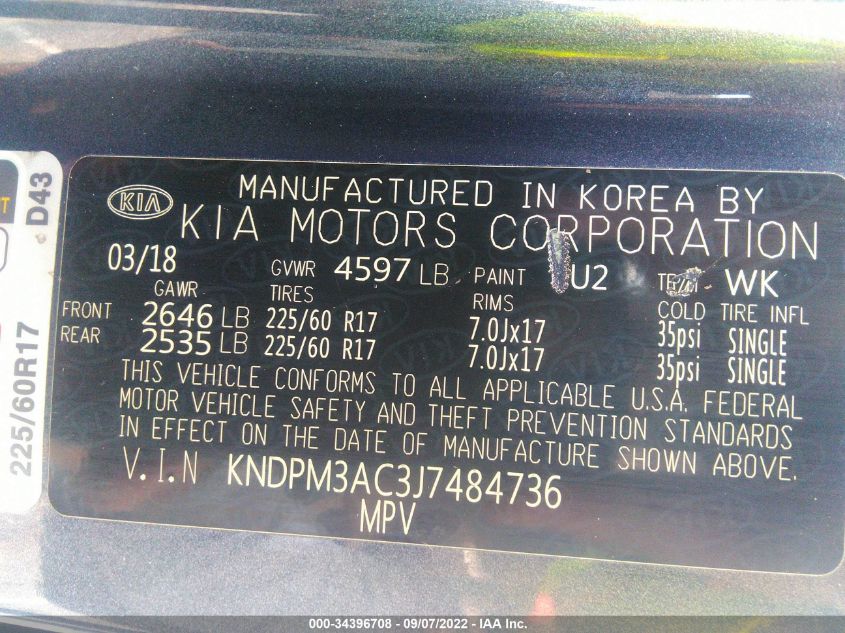 MANUFACTURED IN KOREA BY
KIA KIA MOTORS CORPORATION
03/18 GVWR 4597 LB PAINT U2 WK
GAWR TIRES RIMS COLD TIRE INFL
FRONT 2646 LB 225/60 R17 7.0Jx17 35psi SINGLE
REAR 2535 LB 225/60 R17 7.0Jx17 35psi SINGLE
THIS VEHICLE CONFORMS TO ALL APPLICABLE U.S.A. FEDERAL
MOTOR VEHICLE SAFETY AND THEFT PREVENTION STANDARDS
IN EFFECT ON THE DATE OF MANUFACTURE SHOWN ABOVE.
V.I.N KNDPM3AC3J7484736
MPV
D43
225/60R17
000-34396708 - 09/07/2022 - IAA Inc.